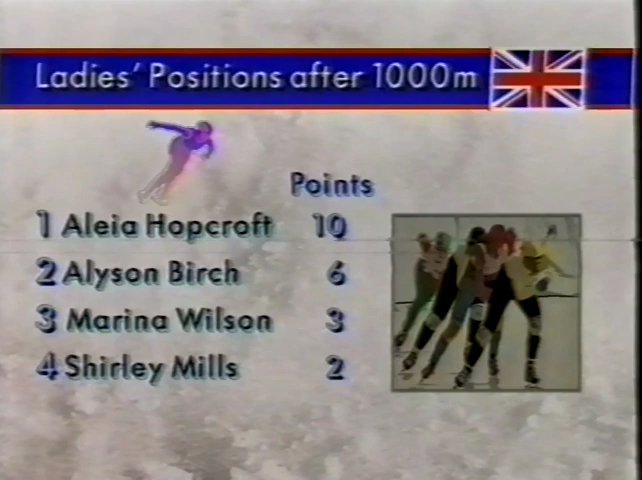 Ladies' Positions after 1000m
Points
1 Aleia Hopcroft 10
2 Alyson Birch 6
3 Marina Wilson 3
4 Shirley Mills 2